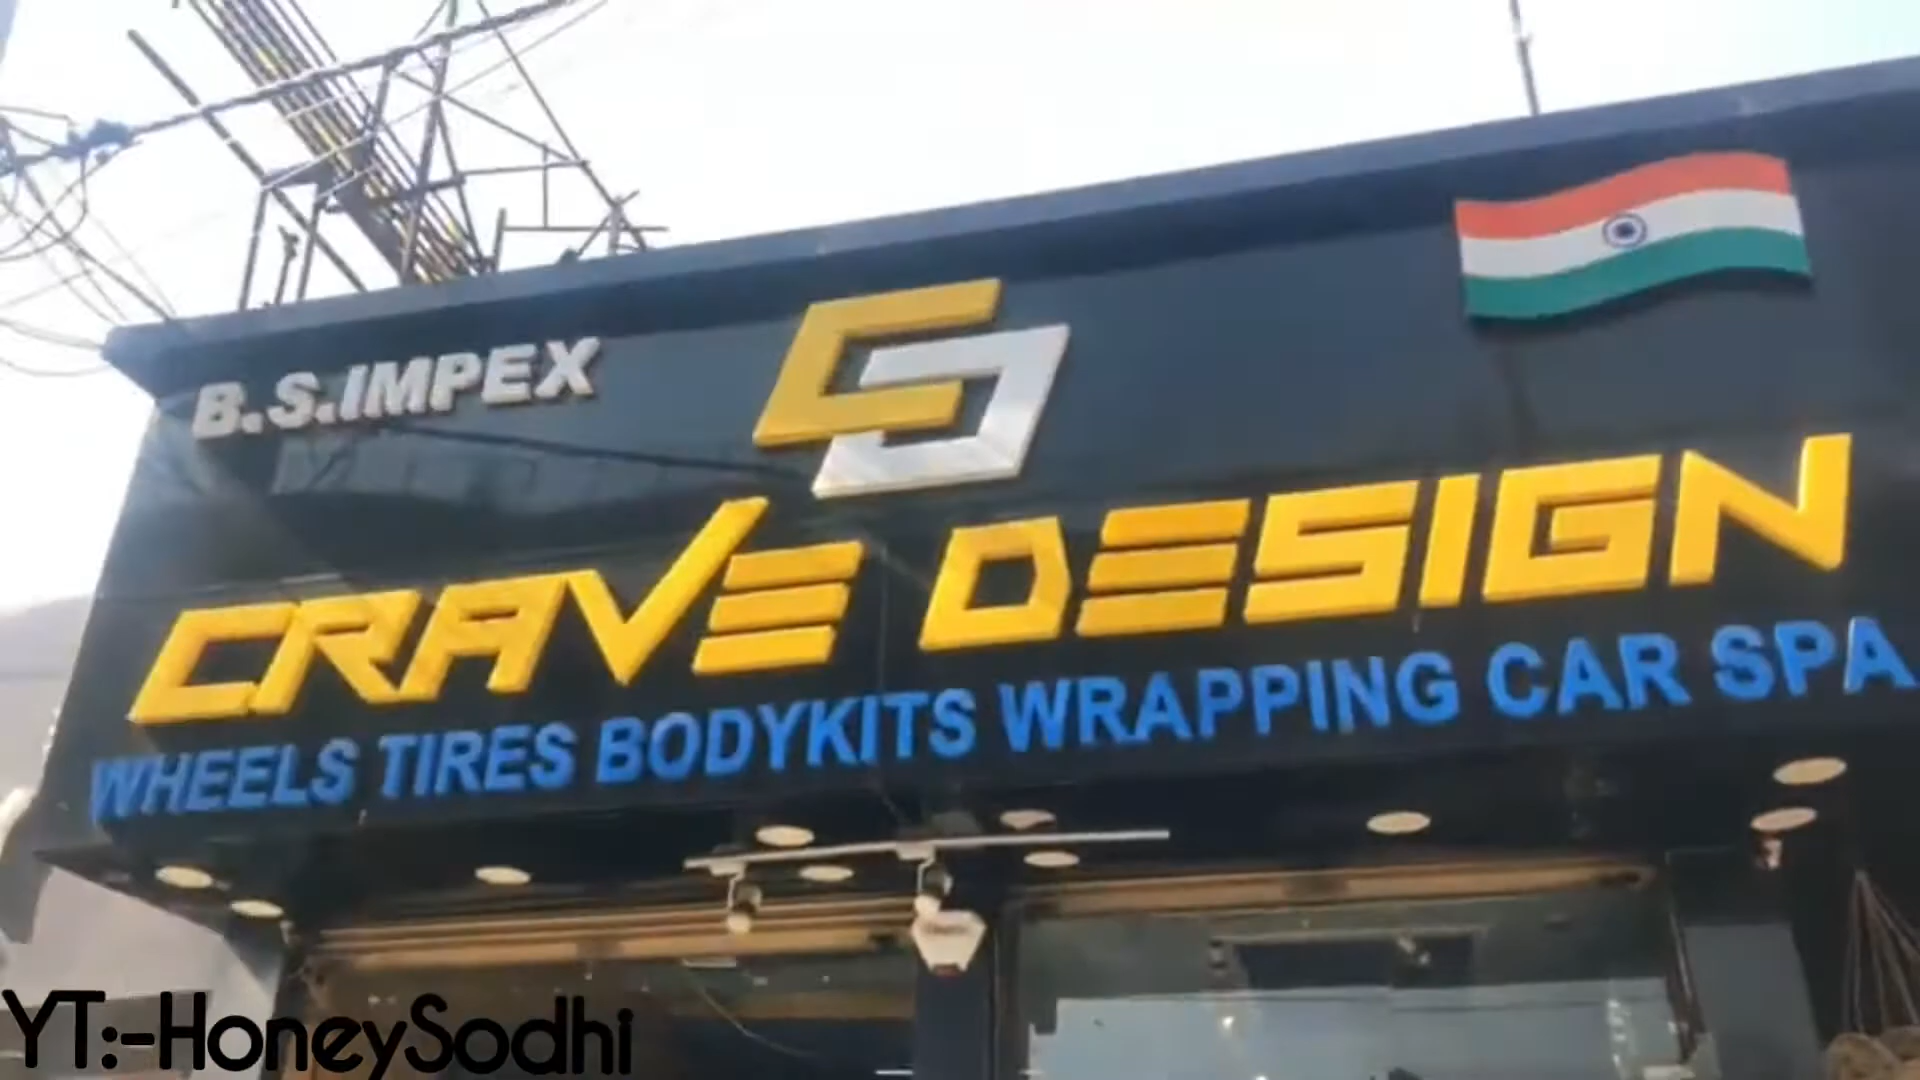 B.S.IMPEX
CRAVE DESIGN
WHEELS TIRES BODYKITS WRAPPING CAR SPA
YT:-HoneySodhi